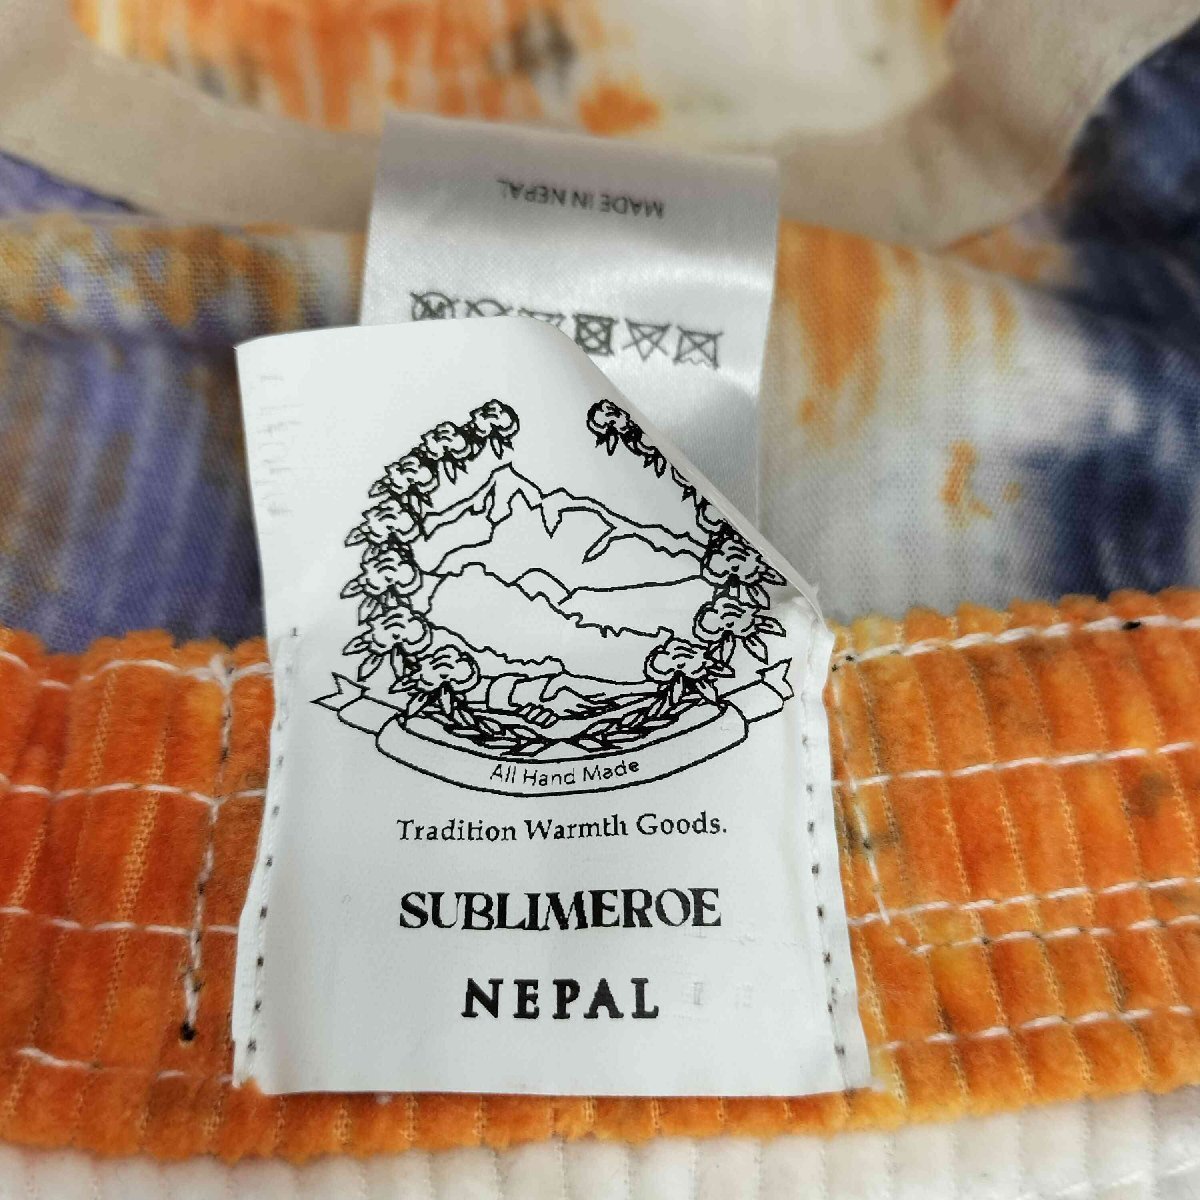 MADE IN NEPAL
All Hand Made
Tradition Warmth Goods.
SUBLIMEROE
NEPAL